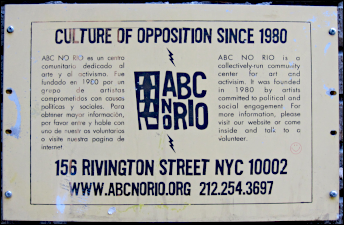 CULTURE OF OPPOSITION SINCE 1980
ABC NO RIO es un centro
comunitario dedicado al
arte y al activismo. Fue
fundado en 1980 por un
grupo de artistas
comprometidos con causas
políticas y sociales. Para
obtener mayor información,
por favor entre y hable con
uno de nuestros voluntarios
o visite nuestra pagina de
internet
ABC
NO
RIO
ABC NO RIO is a
collectively-run community
center for art and
activism. It was founded
in 1980 by artists
committed to political and
social engagement For
more information, please
visit our website or come
inside and talk to a
volunteer.
156 RIVINGTON STREET NYC 10002
WWW.ABCNORIO.ORG 212.254.3697